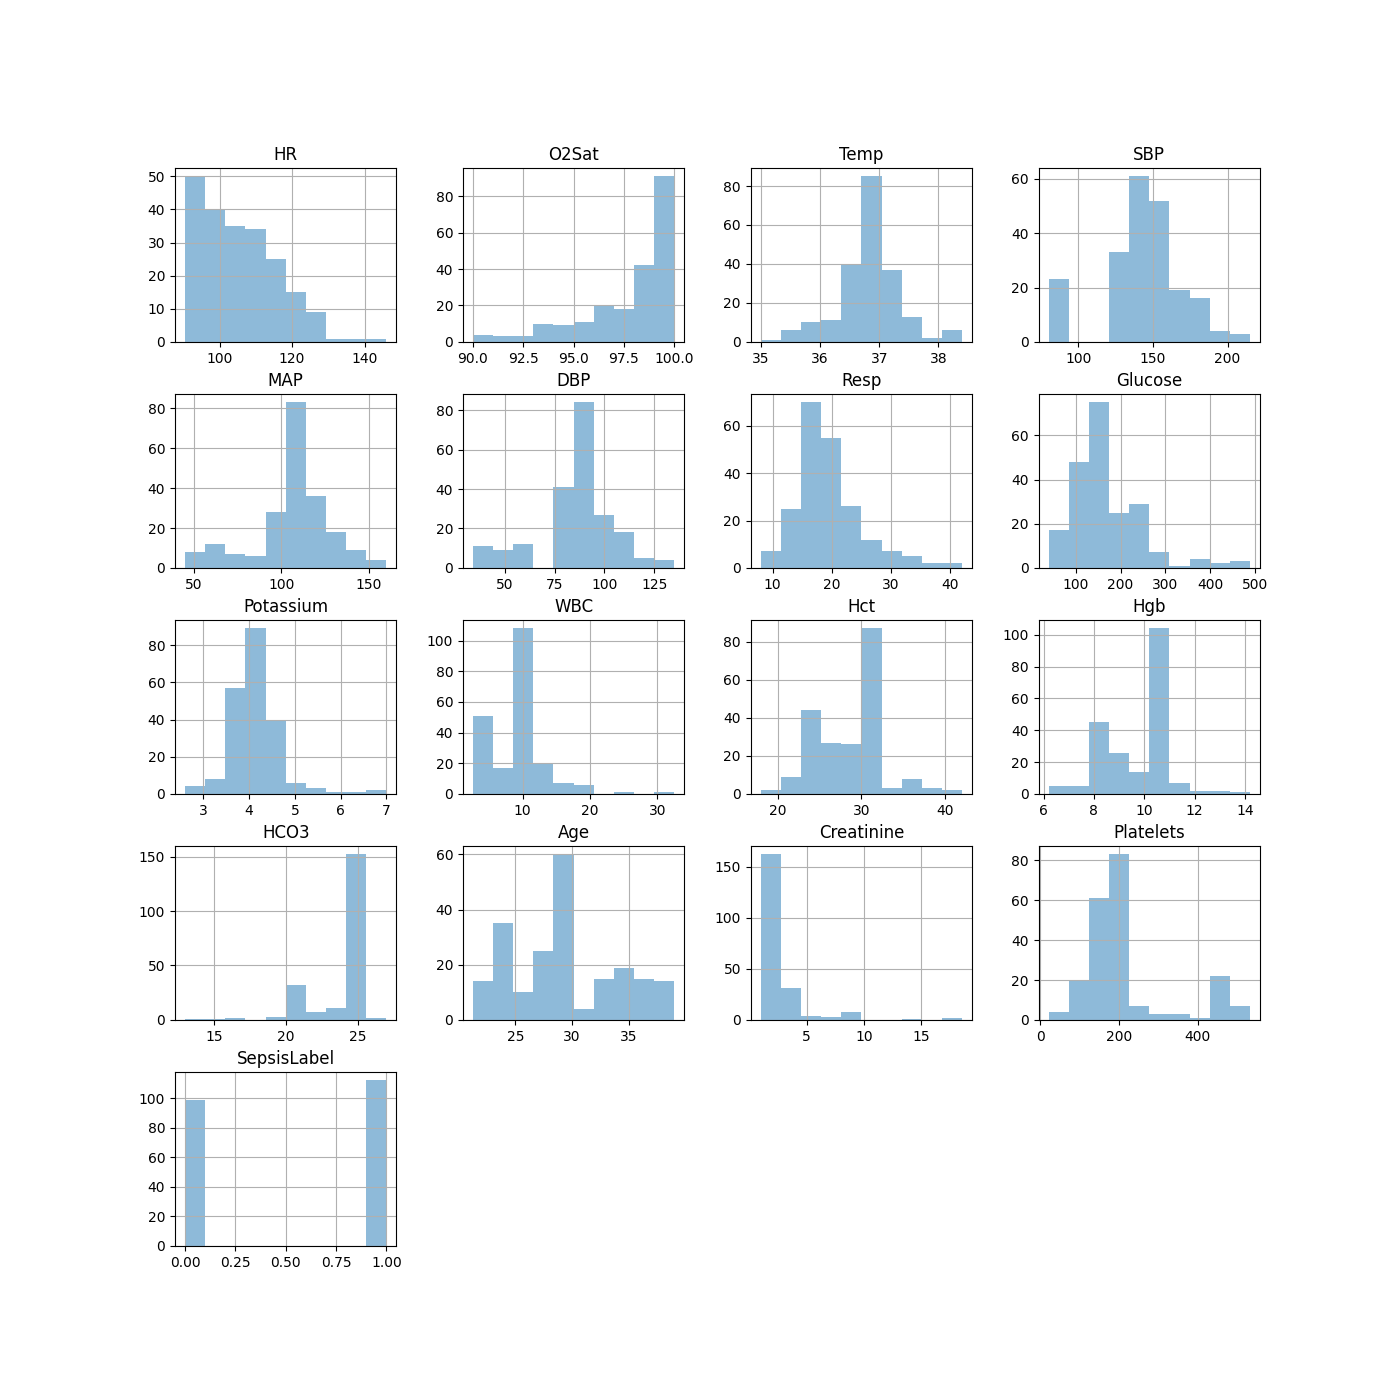 HR O2Sat Temp SBP
50 40 30 20 10 0
100 120 140
80 60 40 20 0
90.0 92.5 95.0 97.5 100.0
80 60 40 20 0
35 36 37 38
60 40 20 0
100 150 200
MAP DBP Resp Glucose
80 60 40 20 0
50 100 150
80 60 40 20 0
50 75 100 125
60 40 20 0
10 20 30 40
60 40 20 0
100 200 300 400 500
Potassium WBC Hct Hgb
80 60 40 20 0
3 4 5 6 7
100 80 60 40 20 0
10 20 30
80 60 40 20 0
20 30 40
100 80 60 40 20 0
6 8 10 12 14
HCO3 Age Creatinine Platelets
150 100 50 0
15 20 25
60 40 20 0
25 30 35
150 100 50 0
5 10 15
80 60 40 20 0
0 200 400
SepsisLabel
100 80 60 40 20 0
0.00 0.25 0.50 0.75 1.00